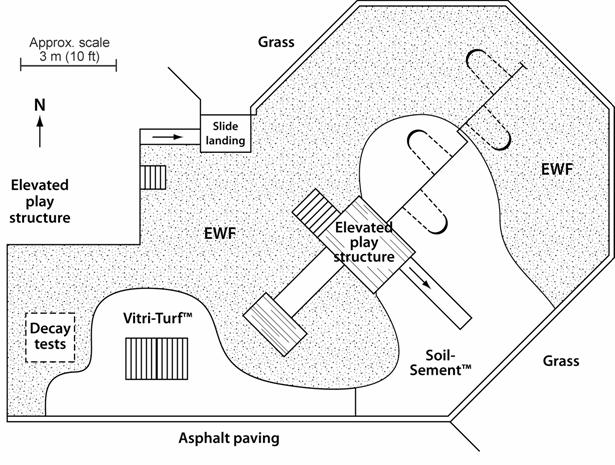 Approx. scale
3 m (10 ft)
Grass
N
Slide
landing
Elevated
play
structure
EWF
EWF
Elevated
play
structure
Decay
tests
Vitri-Turf™
Soil-
Sement™
Grass
Asphalt paving